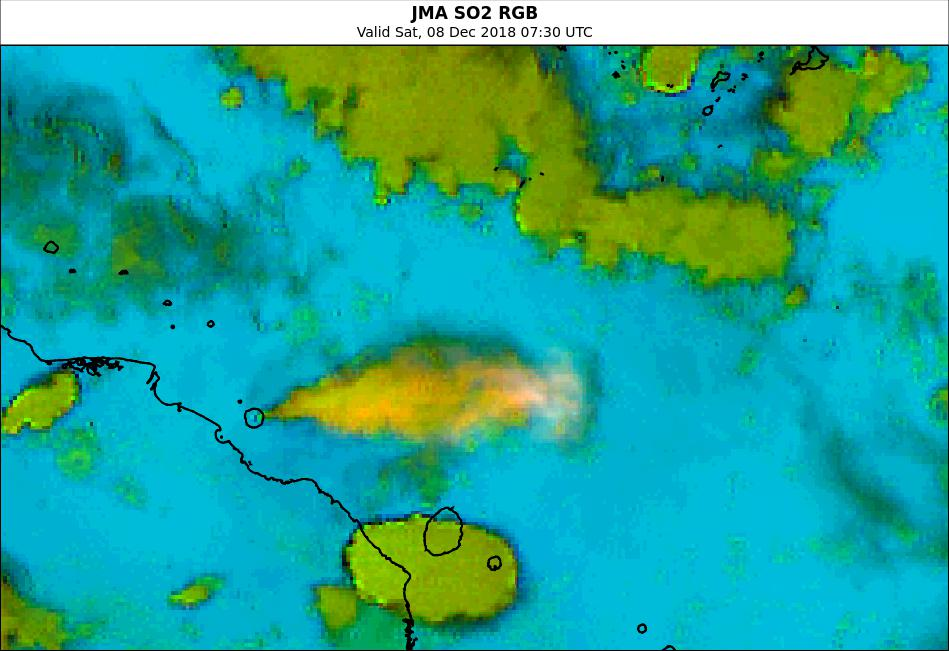 JMA SO2 RGB
Valid Sat, 08 Dec 2018 07:30 UTC